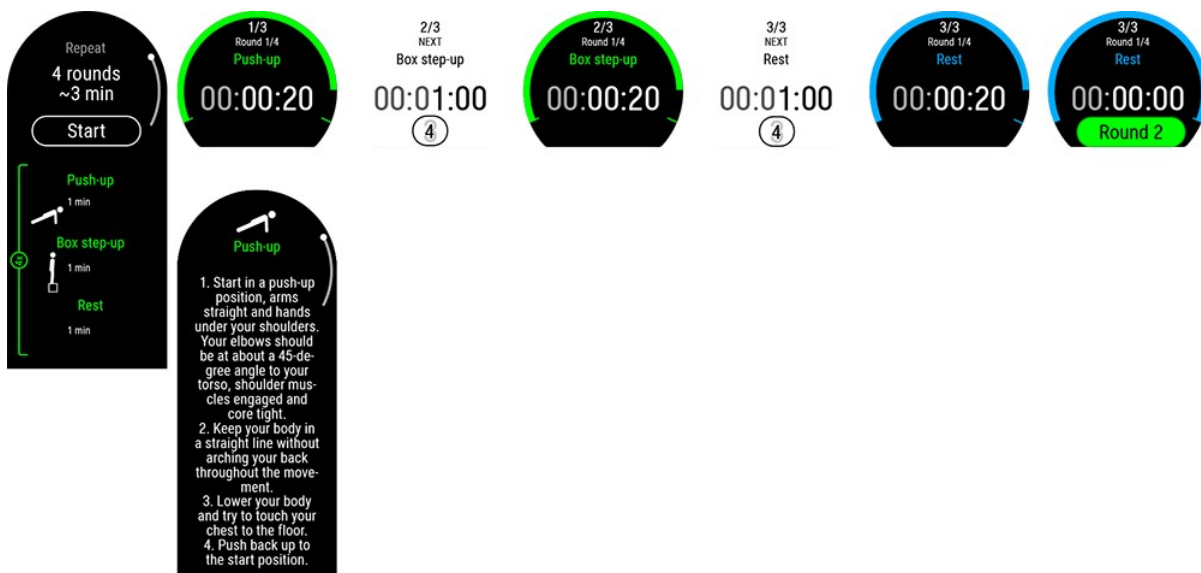 Repeat
4 rounds
~3 min
Start
4x
Push-up
1 min
Box step-up
1 min
Rest
1 min
1/3
Round 1/4
Push-up
00:00:20
2/3
NEXT
Box step-up
00:01:00
4
2/3
Round 1/4
Box step-up
00:00:20
3/3
NEXT
Rest
00:01:00
4
3/3
Round 1/4
Rest
00:00:20
3/3
Round 1/4
Rest
00:00:00
Round 2
Push-up
1. Start in a push-up
position, arms
straight and hands
under your shoulders.
Your elbows should
be at about a 45-de-
gree angle to your
torso, shoulder mus-
cles engaged and
core tight.
2. Keep your body in
a straight line without
arching your back
throughout the move-
ment.
3. Lower your body
and try to touch your
chest to the floor.
4. Push back up to
the start position.